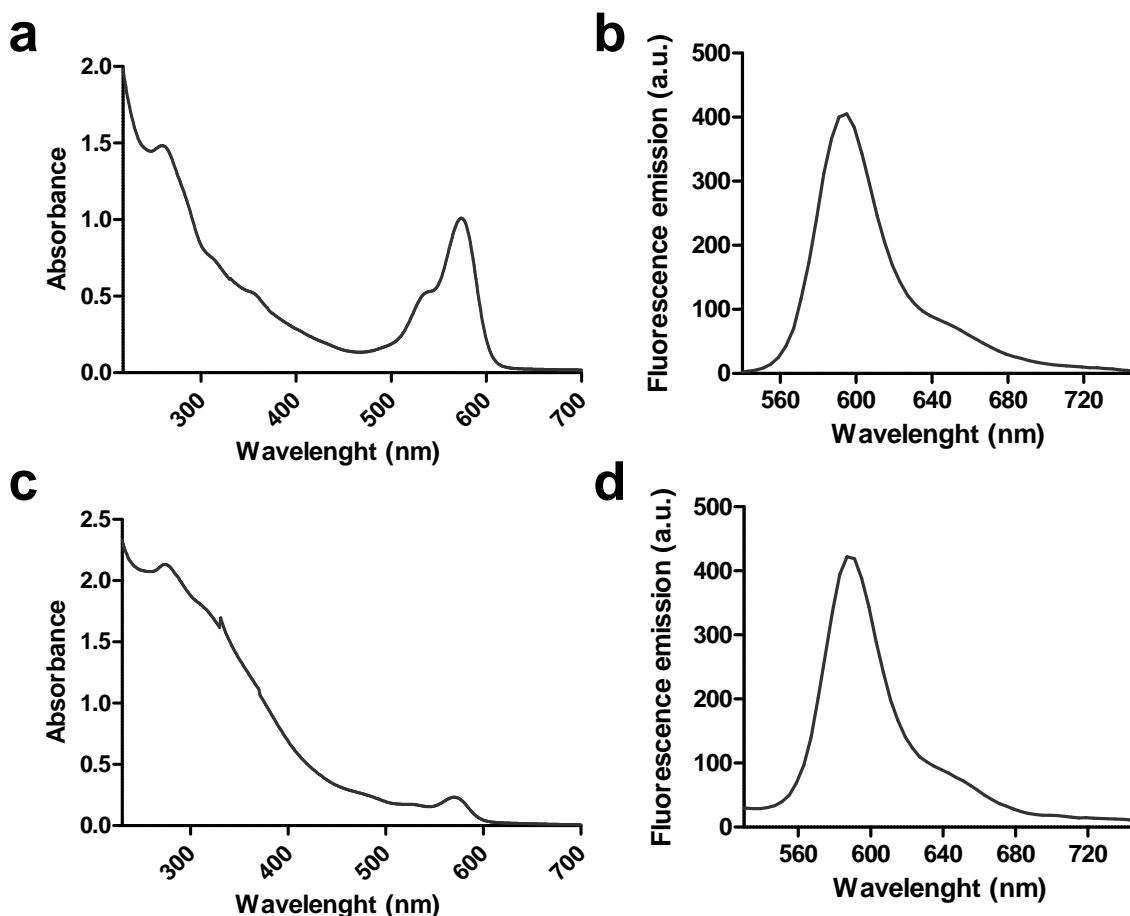 a
2.0
1.5
1.0
0.5
0.0
Absorbance
300 400 500 600 700
Wavelenght (nm)
b
500
400
300
200
100
0
Fluorescence emission (a.u.)
560 600 640 680 720
Wavelenght (nm)
c
2.5
2.0
1.5
1.0
0.5
0.0
Absorbance
300 400 500 600 700
Wavelenght (nm)
d
500
400
300
200
100
0
Fluorescence emission (a.u.)
560 600 640 680 720
Wavelenght (nm)